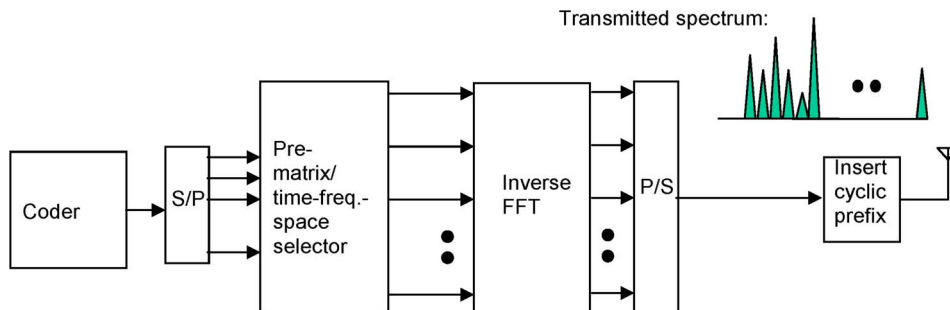 Transmitted spectrum:
Coder
S/P
Pre-
matrix/
time-freq.-
space
selector
Inverse
FFT
P/S
Insert
cyclic
prefix